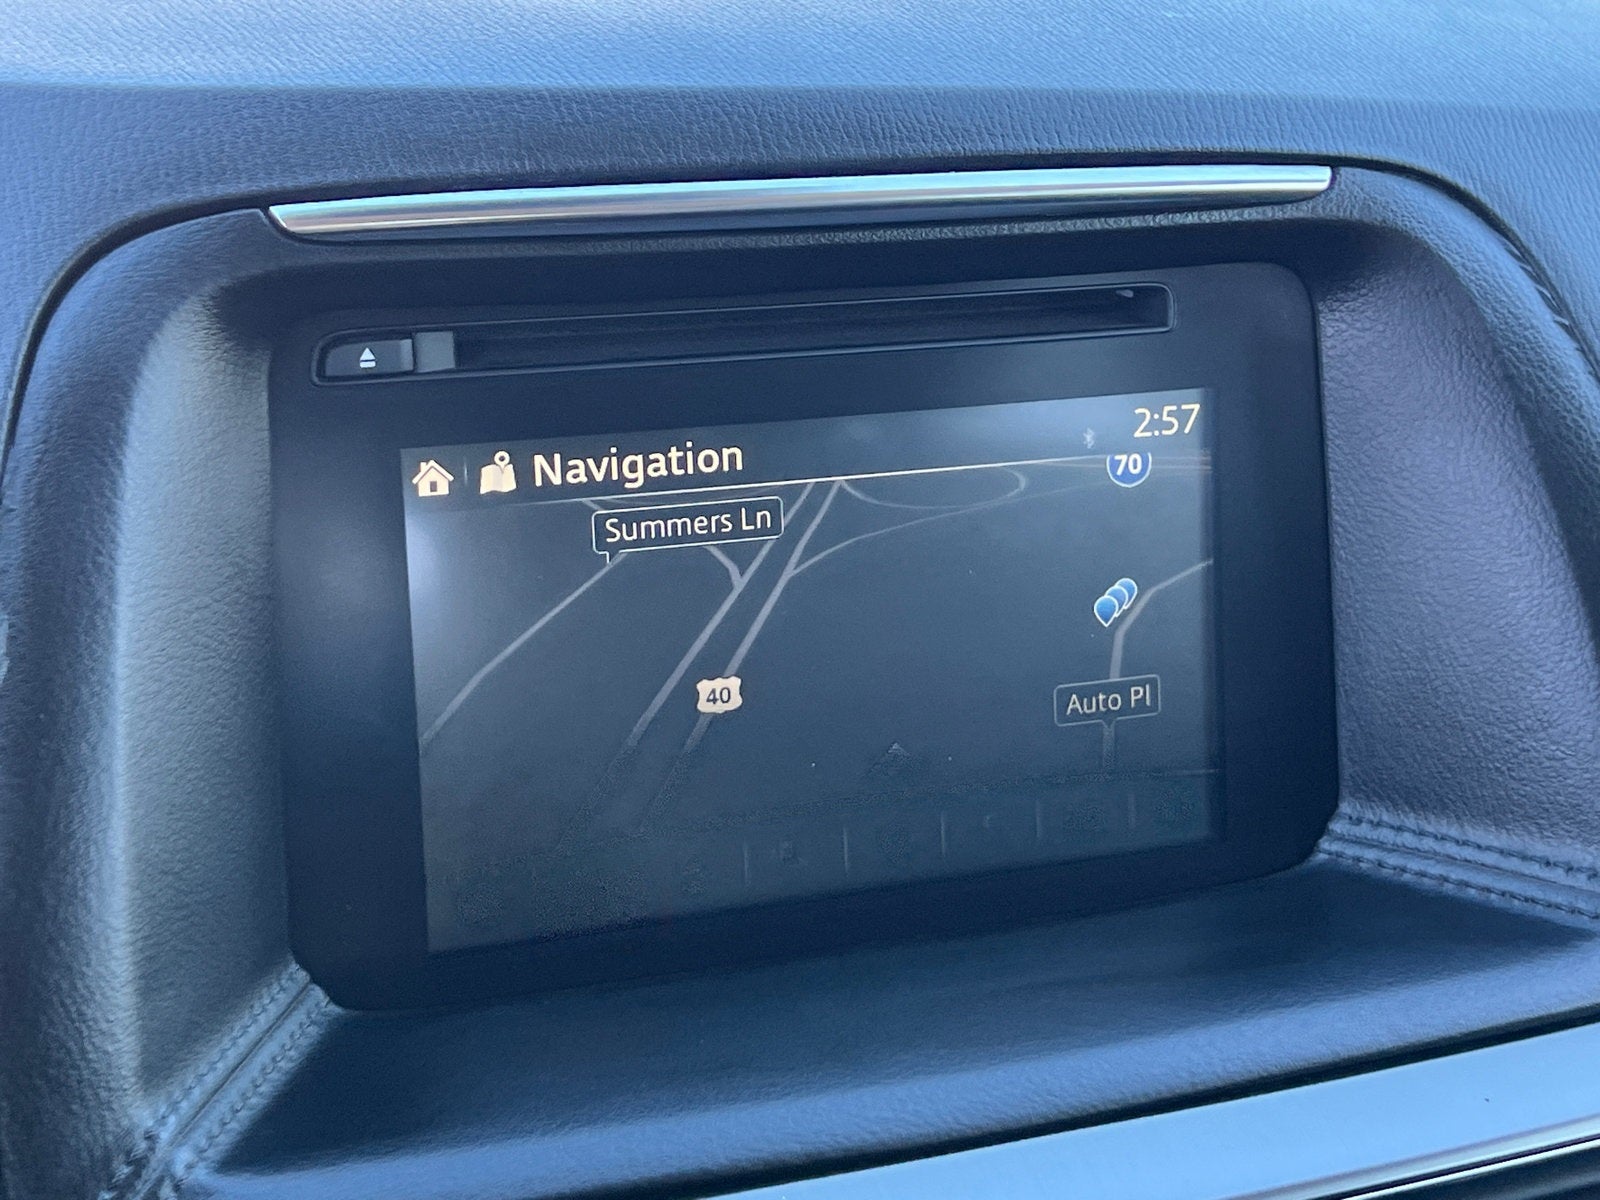 2:57
Navigation
70
Summers Ln
40
Auto Pl